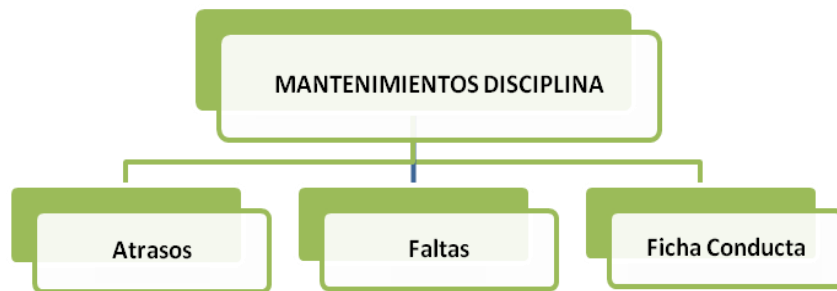 MANTENIMIENTOS DISCIPLINA
Atrasos
Faltas
Ficha Conducta